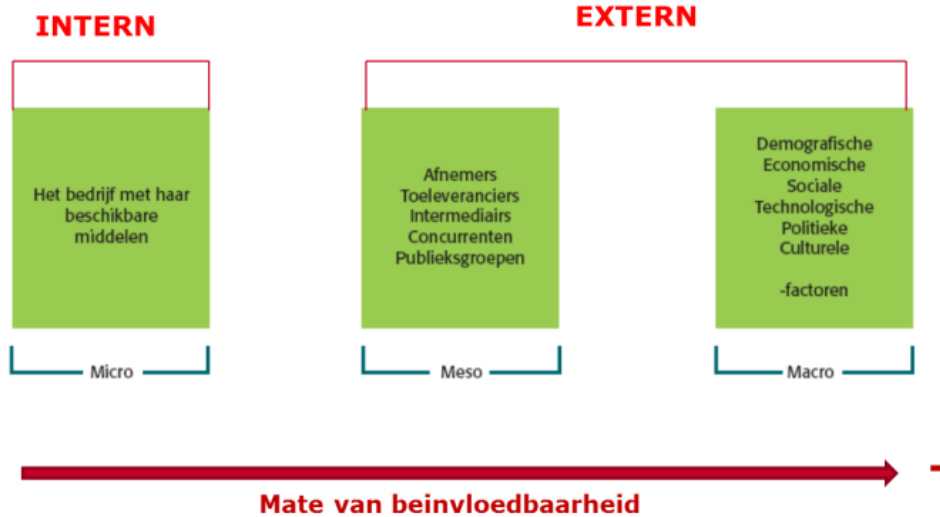 INTERN
EXTERN
Het bedrijf met haar
beschikbare
middelen
Afnemers
Toeleveranciers
Intermediairs
Concurrenten
Publieksgroepen
Demografische
Economische
Sociale
Technologische
Politieke
Culturele
-factoren
Micro
Meso
Macro
Mate van beinvloedbaarheid